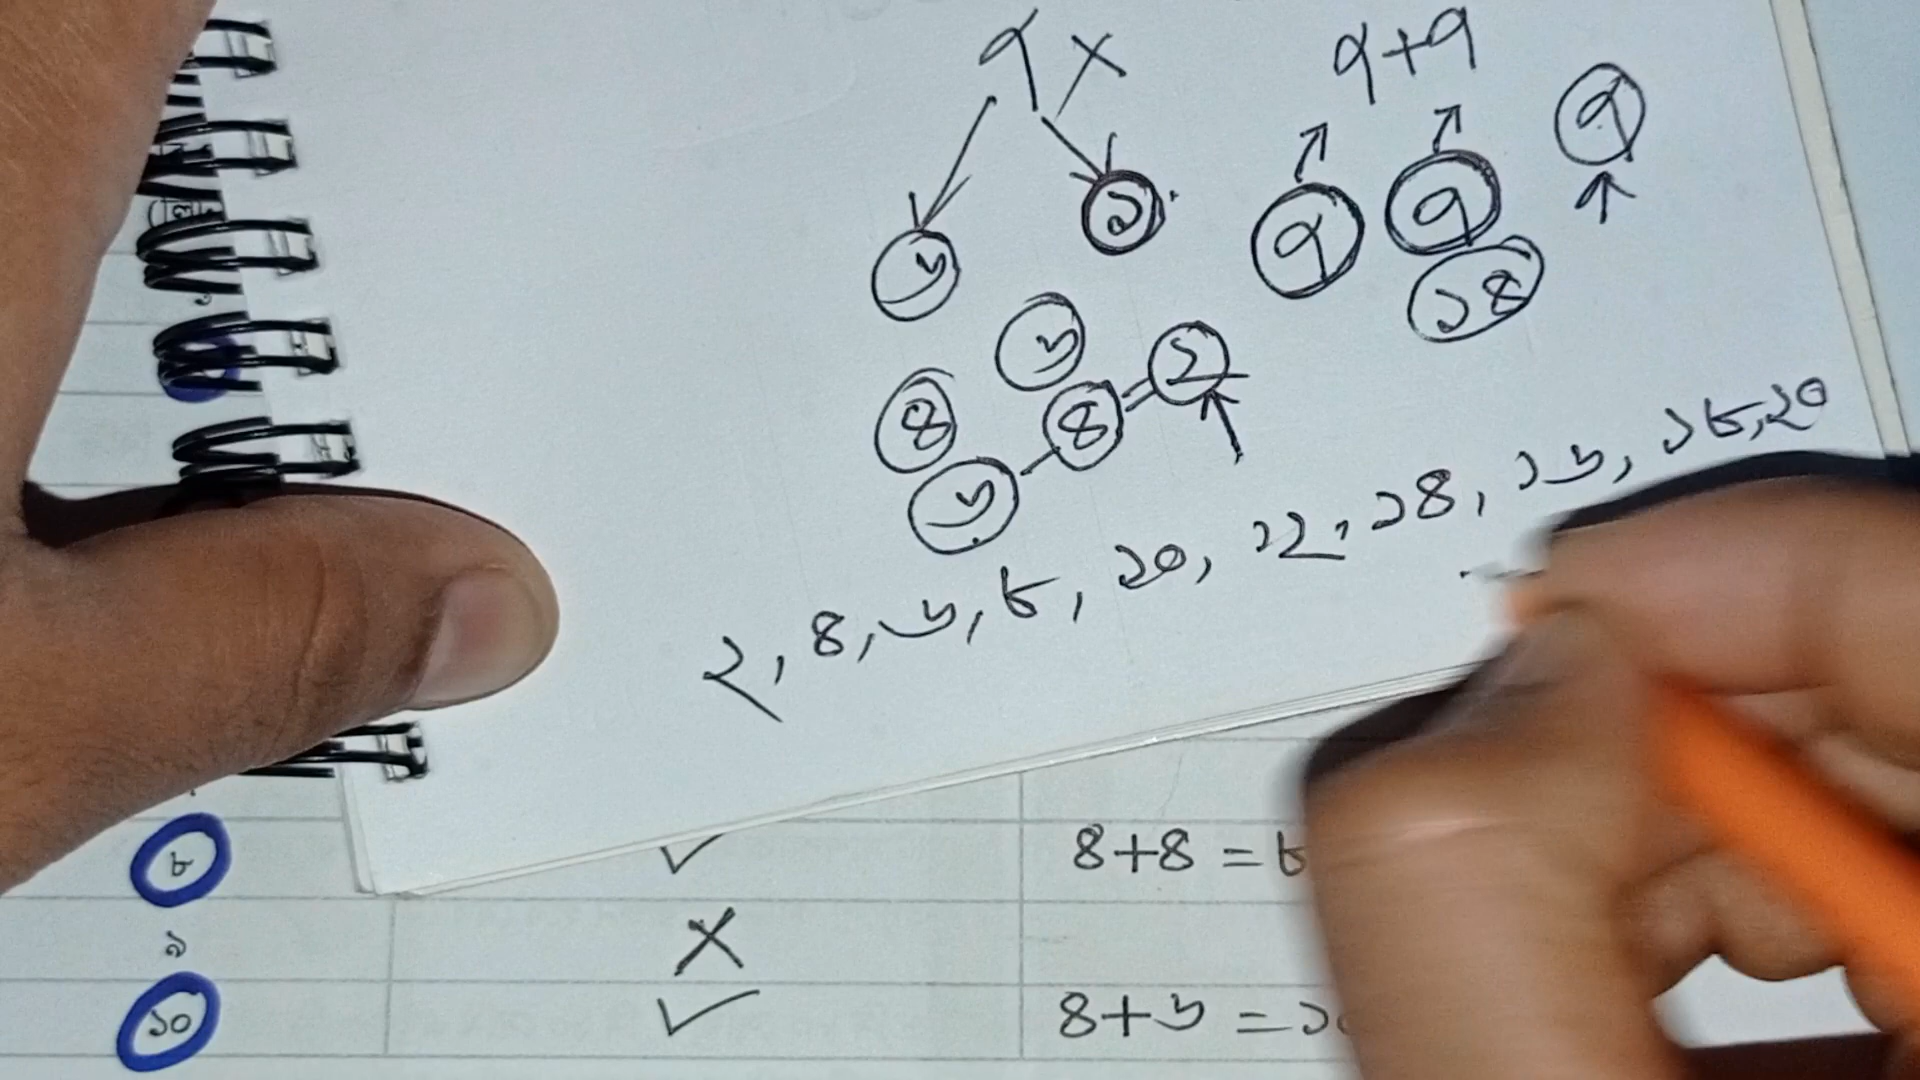 ৭ × ৭+৭ ৭
৬ ১ ৭ ৭
১৪
৬
৪ ৬ - ৪ = ২
২, ৪, ৬, ৮, ১০, ১২, ১৪, ১৬, ১৮, ২০
৮ ✓ ৪+৪ = ৮
৯ ×
১০ ✓ ৪+৬ = ১০